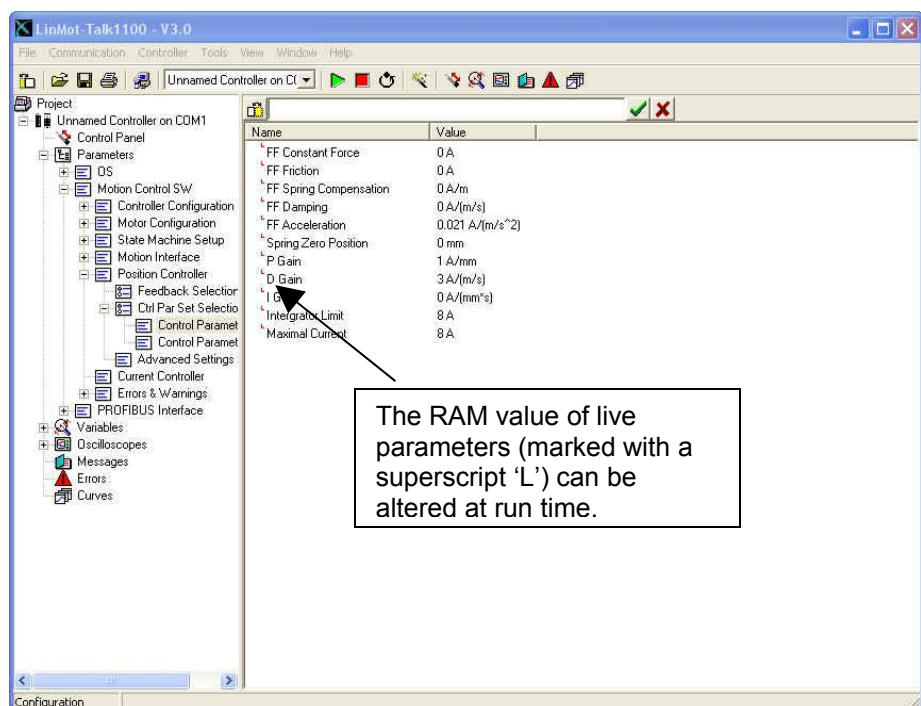 LinMot-Talk1100 - V3.0
File Communication Controller Tools View Window Help
Unnamed Controller on C
Project
Unnamed Controller on COM1
Control Panel
Parameters
OS
Motion Control SW
Controller Configuration
Motor Configuration
State Machine Setup
Motion Interface
Position Controller
Feedback Selection
Ctrl Par Set Selectio
Control Paramet
Control Paramet
Advanced Settings
Current Controller
Errors & Warnings
PROFIBUS Interface
Variables
Oscilloscopes
Messages
Errors
Curves
Name Value
L FF Constant Force 0 A
L FF Friction 0 A
L FF Spring Compensation 0 A/m
L FF Damping 0 A/(m/s)
L FF Acceleration 0.021 A/(m/s^2)
L Spring Zero Position 0 mm
L P Gain 1 A/mm
L D Gain 3 A/(m/s)
L I G 0 A/(mm*s)
L Intergrator Limit 8 A
L Maximal Current 8 A
The RAM value of live
parameters (marked with a
superscript ‘L’) can be
altered at run time.
Configuration